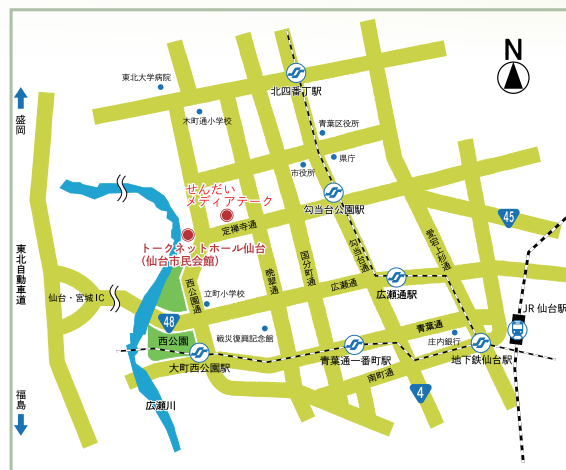 N
東北大学病院
北四番丁駅
盛岡
木町通小学校
青葉区役所
県庁
市役所
せんだい
メディアテーク
勾当台公園駅
定禅寺通
45
トークネットホール仙台
(仙台市民会館)
東北自動車道
西公園通
晩翠通
国分町通
勾当台通
愛宕上杉通
仙台・宮城IC
立町小学校
広瀬通
広瀬通駅
JR 仙台駅
48
戦災復興記念館
青葉通
庄内銀行
西公園
大町西公園駅
青葉通一番町駅
地下鉄仙台駅
南町通
4
福島
広瀬川